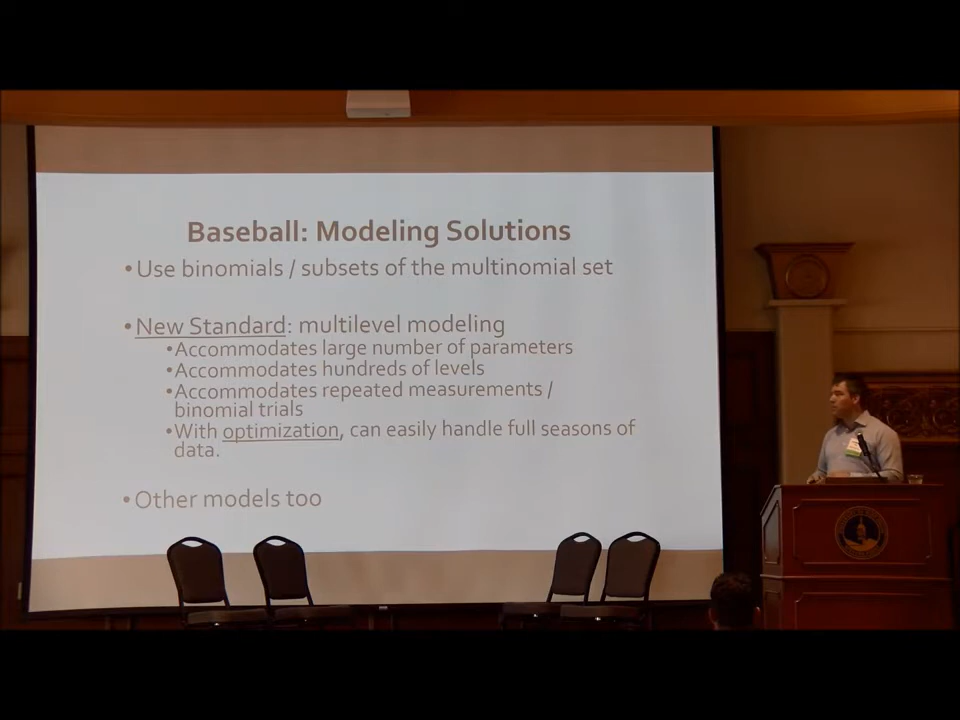 Baseball: Modeling Solutions
•Use binomials / subsets of the multinomial set
•New Standard: multilevel modeling
•Accommodates large number of parameters
•Accommodates hundreds of levels
•Accommodates repeated measurements /
binomial trials
•With optimization, can easily handle full seasons of
data.
•Other models too